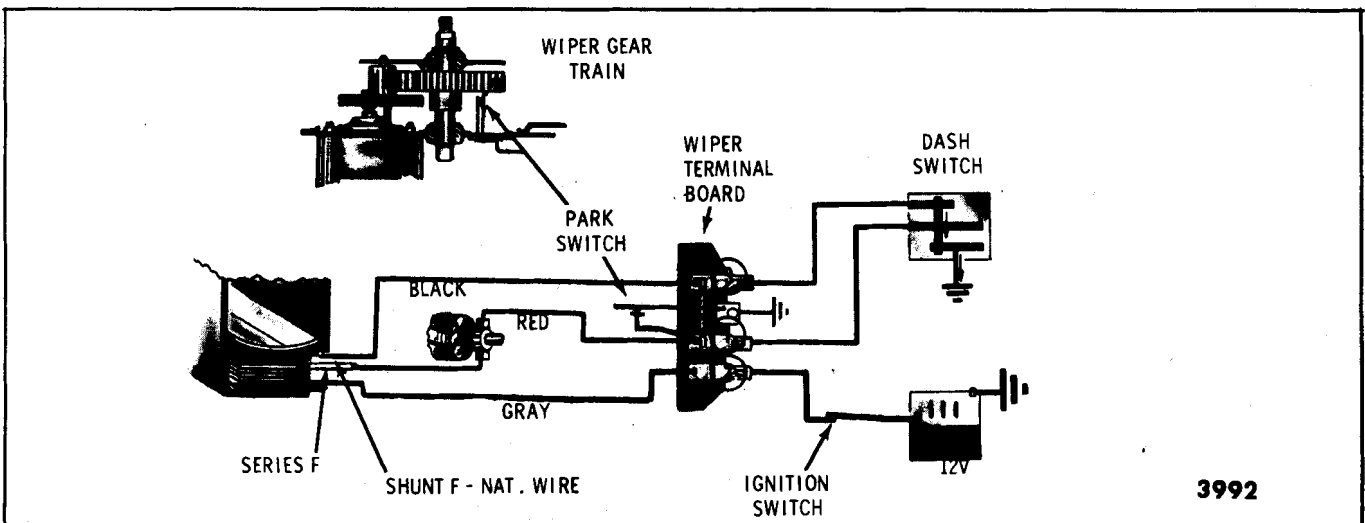 WIPER GEAR
TRAIN
WIPER
TERMINAL
BOARD
DASH
SWITCH
PARK
SWITCH
BLACK
RED
GRAY
SERIES F
SHUNT F - NAT. WIRE
IGNITION
SWITCH
12V
3992